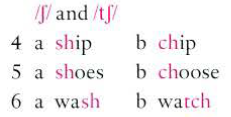 /ʃ/ and /tʃ/
4 a ship b chip
5 a shoes b choose
6 a wash b watch